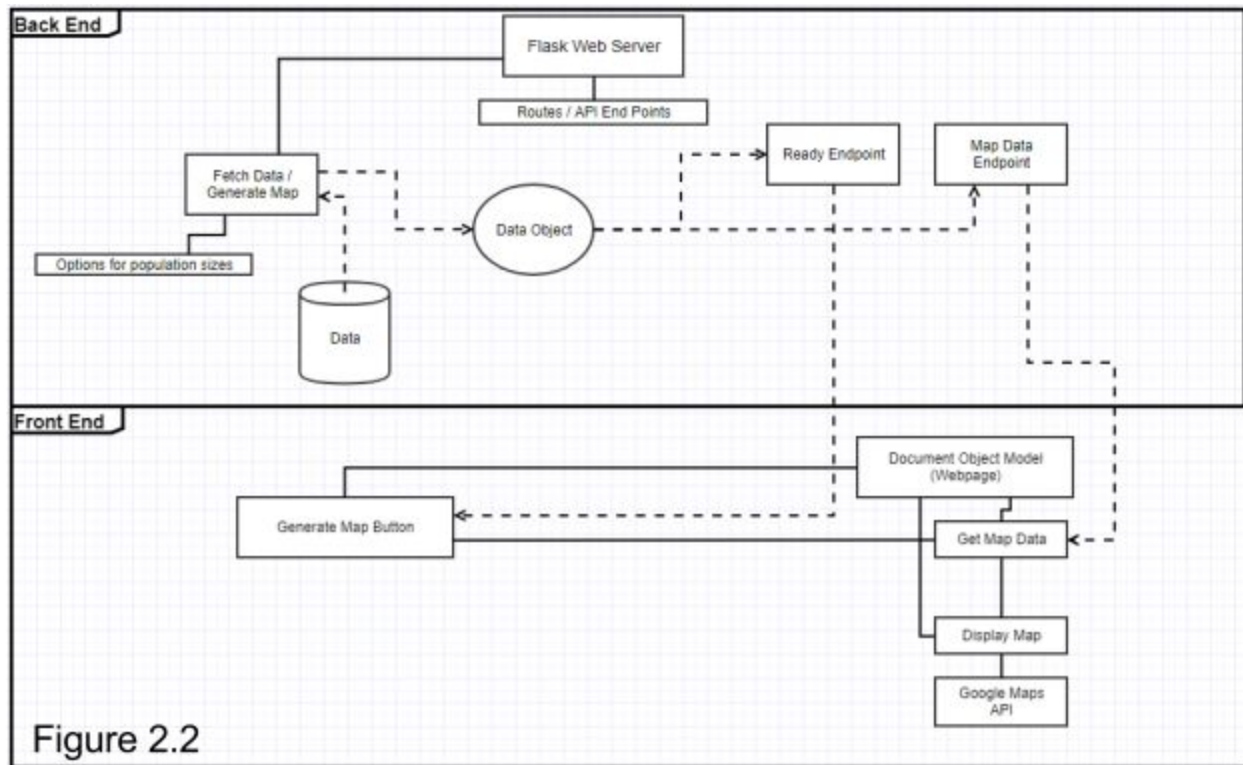 Back End
Flask Web Server
Routes / API End Points
Ready Endpoint
Map Data
Endpoint
Fetch Data /
Generate Map
Data Object
Options for population sizes
Data
Front End
Document Object Model
(Webpage)
Generate Map Button
Get Map Data
Display Map
Google Maps
API
Figure 2.2